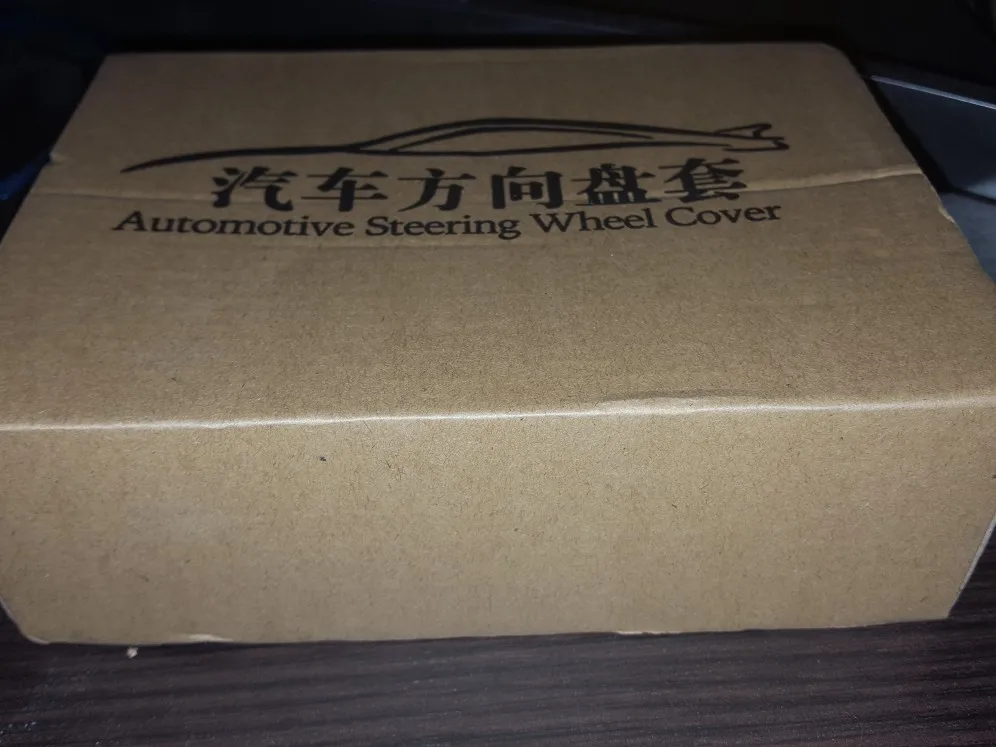 汽车方向盘套
Automotive Steering Wheel Cover